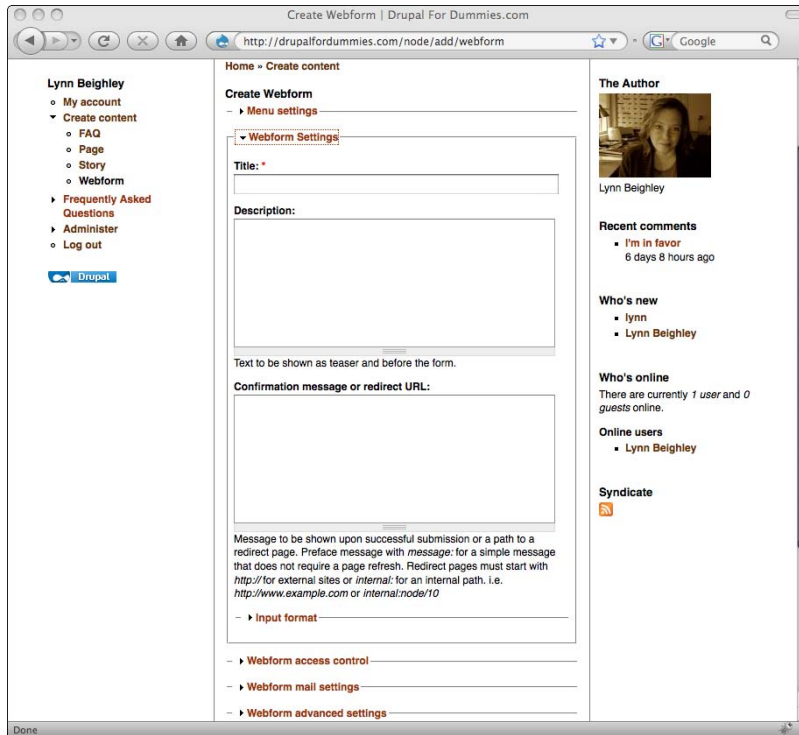 Create Webform | Drupal For Dummies.com
http://drupalfordummies.com/node/add/webform
Google
Lynn Beighley
My account
Create content
FAQ
Page
Story
Webform
Frequently Asked
Questions
Administer
Log out
Drupal
Home » Create content
Create Webform
Menu settings
Webform Settings
Title: *
Description:
Text to be shown as teaser and before the form.
Confirmation message or redirect URL:
Message to be shown upon successful submission or a path to a
redirect page. Preface message with message: for a simple message
that does not require a page refresh. Redirect pages must start with
http:// for external sites or internal: for an internal path. i.e.
http://www.example.com or internal:node/10
Input format
Webform access control
Webform mail settings
Webform advanced settings
The Author
Lynn Beighley
Recent comments
I'm in favor
6 days 8 hours ago
Who's new
lynn
Lynn Beighley
Who's online
There are currently 1 user and 0
guests online.
Online users
Lynn Beighley
Syndicate
Done